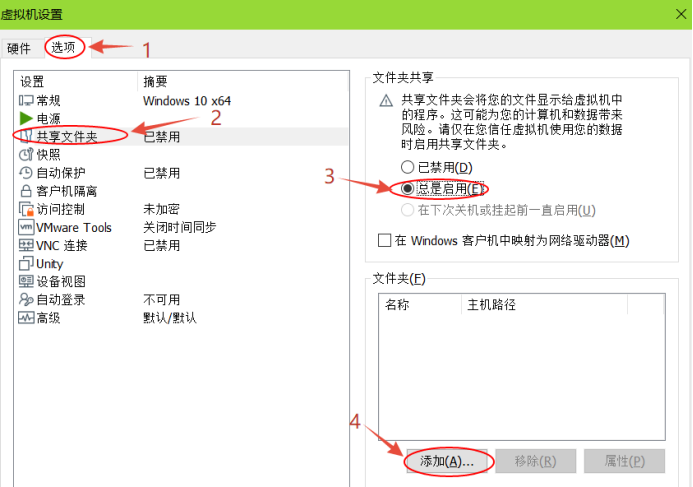 虚拟机设置
硬件 选项 1
设置 摘要
常规 Windows 10 x64
电源 2
共享文件夹 已禁用
快照
自动保护 已禁用
客户机隔离
访问控制 未加密
VMware Tools 关闭时间同步
VNC 连接 已禁用
Unity
设备视图
自动登录 不可用
高级 默认/默认
文件夹共享
共享文件夹会将您的文件显示给虚拟机中
的程序。这可能为您的计算机和数据带来
风险。请仅在您信任虚拟机使用您的数据
时启用共享文件夹。
已禁用(D)
3 总是启用(E)
在下次关机或挂起前一直启用(U)
在 Windows 客户机中映射为网络驱动器(M)
文件夹(F)
名称 主机路径
4
添加(A)... 移除(R) 属性(P)